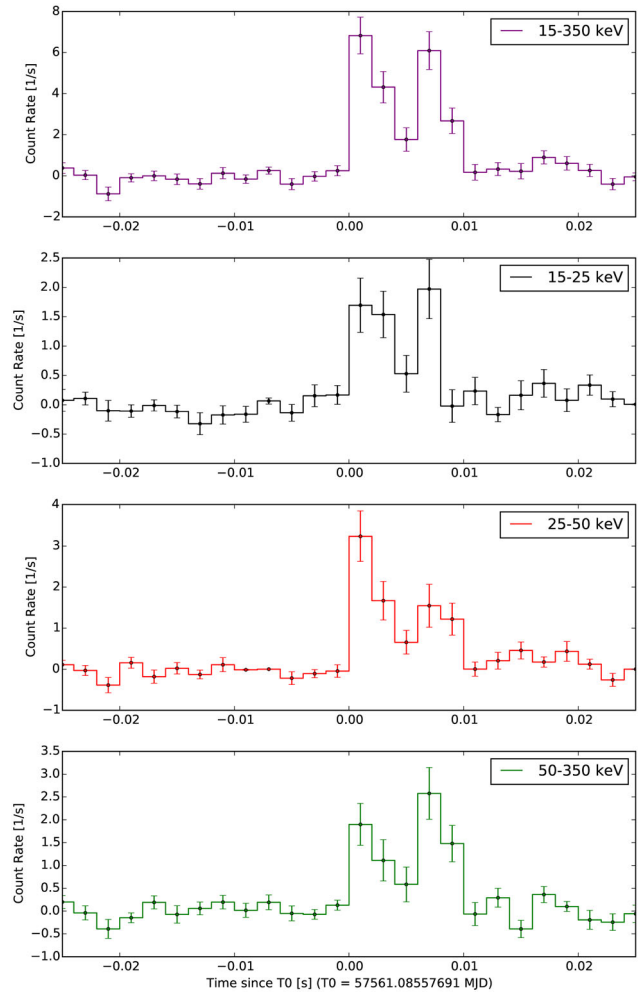 8
6
4
2
0
−2
Count Rate [1/s]
15-350 keV
−0.02 −0.01 0.00 0.01 0.02
2.5
2.0
1.5
1.0
0.5
0.0
−0.5
−1.0
Count Rate [1/s]
15-25 keV
−0.02 −0.01 0.00 0.01 0.02
4
3
2
1
0
−1
Count Rate [1/s]
25-50 keV
−0.02 −0.01 0.00 0.01 0.02
3.5
3.0
2.5
2.0
1.5
1.0
0.5
0.0
−0.5
−1.0
Count Rate [1/s]
50-350 keV
−0.02 −0.01 0.00 0.01 0.02
Time since T0 [s] (T0 = 57561.08557691 MJD)